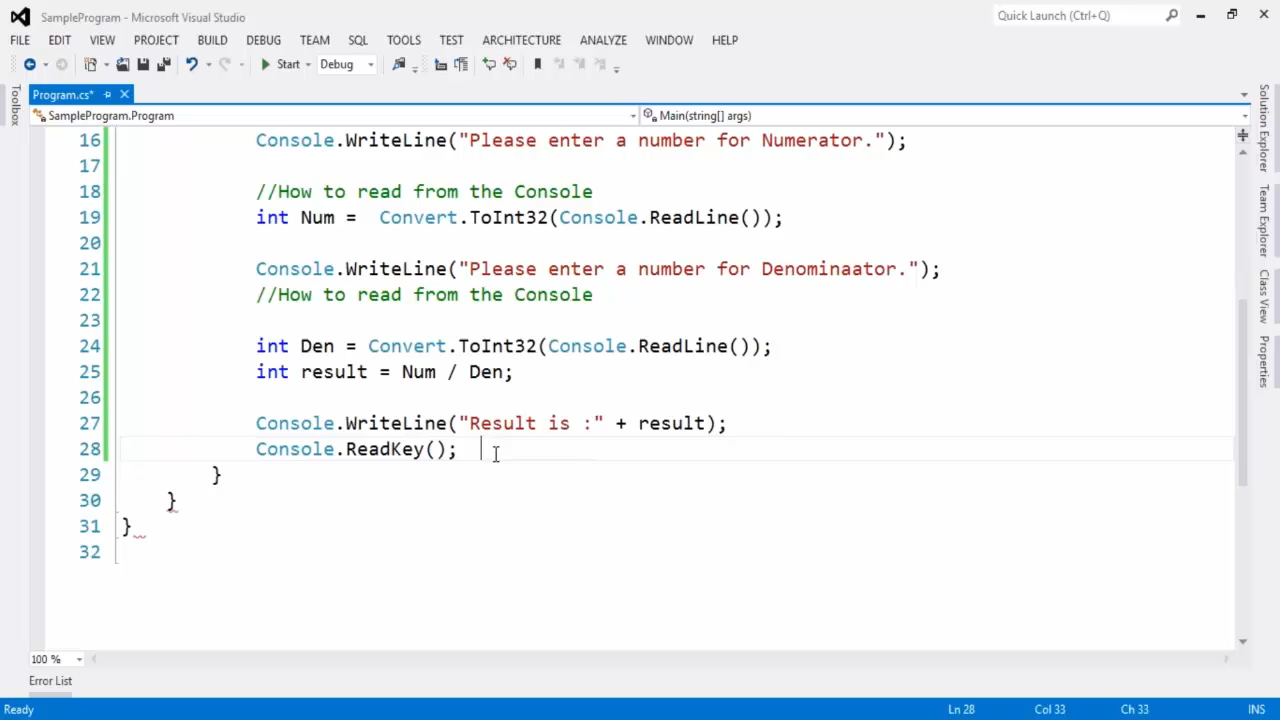 SampleProgram - Microsoft Visual Studio
Quick Launch (Ctrl+Q)
FILE EDIT VIEW PROJECT BUILD DEBUG TEAM SQL TOOLS TEST ARCHITECTURE ANALYZE WINDOW HELP
Start Debug
Toolbox
Program.cs*
SampleProgram.Program
Main(string[] args)
16 Console.WriteLine("Please enter a number for Numerator.");
17
18 //How to read from the Console
19 int Num =  Convert.ToInt32(Console.ReadLine());
20
21 Console.WriteLine("Please enter a number for Denominaator.");
22 //How to read from the Console
23
24 int Den = Convert.ToInt32(Console.ReadLine());
25 int result = Num / Den;
26
27 Console.WriteLine("Result is :" + result);
28 Console.ReadKey();
29 }
30 }
31 }
32
Solution Explorer
Team Explorer
Class View
Properties
100 %
Error List
Ready Ln 28 Col 33 Ch 33 INS